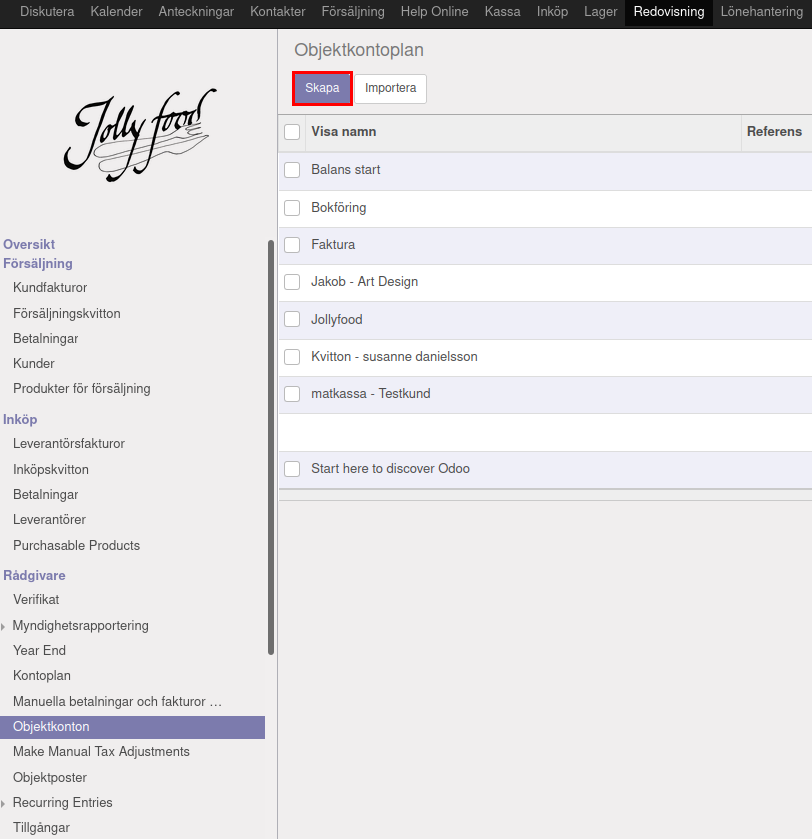 Diskutera Kalender Anteckningar Kontakter Försäljning Help Online Kassa Inköp Lager Redovisning Lönehantering
Jolly food
Oversikt
Försäljning
Kundfakturor
Försäljningskvitton
Betalningar
Kunder
Produkter för försäljning
Inköp
Leverantörsfakturor
Inköpskvitton
Betalningar
Leverantörer
Purchasable Products
Rådgivare
Verifikat
Myndighetsrapportering
Year End
Kontoplan
Manuella betalningar och fakturor …
Objektkonton
Make Manual Tax Adjustments
Objektposter
Recurring Entries
Tillgångar
Objektkontoplan
Skapa Importera
Visa namn Referens
Balans start
Bokföring
Faktura
Jakob - Art Design
Jollyfood
Kvitton - susanne danielsson
matkassa - Testkund
Start here to discover Odoo